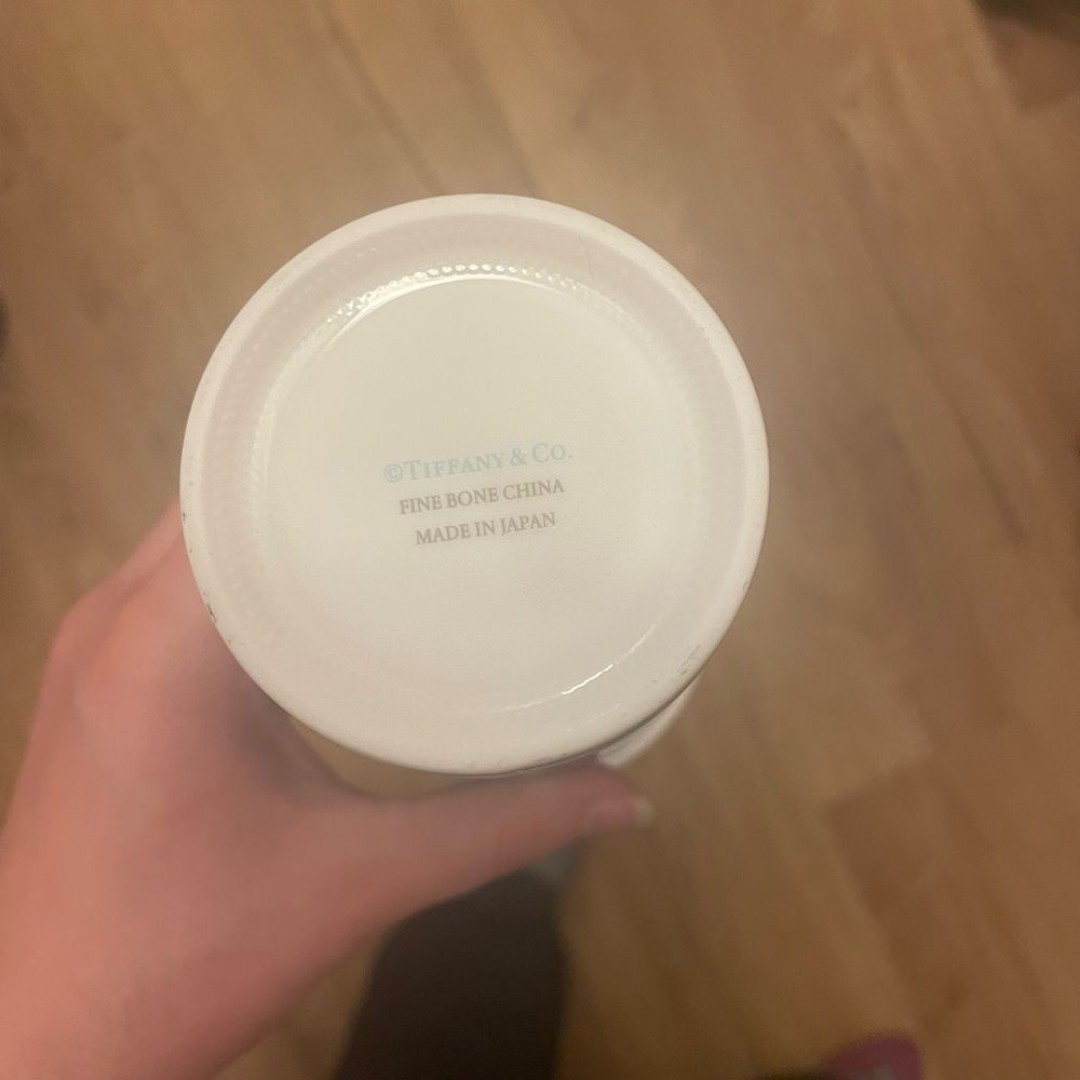 ©TIFFANY & CO.
FINE BONE CHINA
MADE IN JAPAN